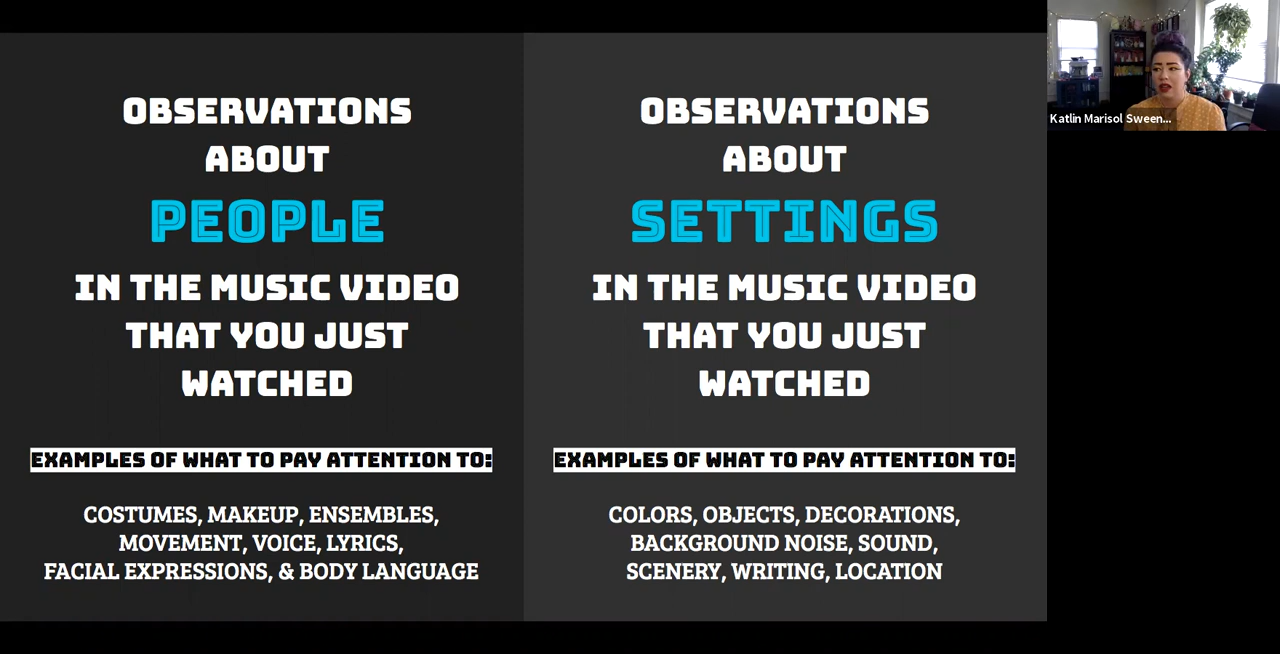 OBSERVATIONS
ABOUT
PEOPLE
IN THE MUSIC VIDEO
THAT YOU JUST
WATCHED
EXAMPLES OF WHAT TO PAY ATTENTION TO:
COSTUMES, MAKEUP, ENSEMBLES,
MOVEMENT, VOICE, LYRICS,
FACIAL EXPRESSIONS, & BODY LANGUAGE
OBSERVATIONS
ABOUT
SETTINGS
IN THE MUSIC VIDEO
THAT YOU JUST
WATCHED
EXAMPLES OF WHAT TO PAY ATTENTION TO:
COLORS, OBJECTS, DECORATIONS,
BACKGROUND NOISE, SOUND,
SCENERY, WRITING, LOCATION
Katlin Marisol Sween...